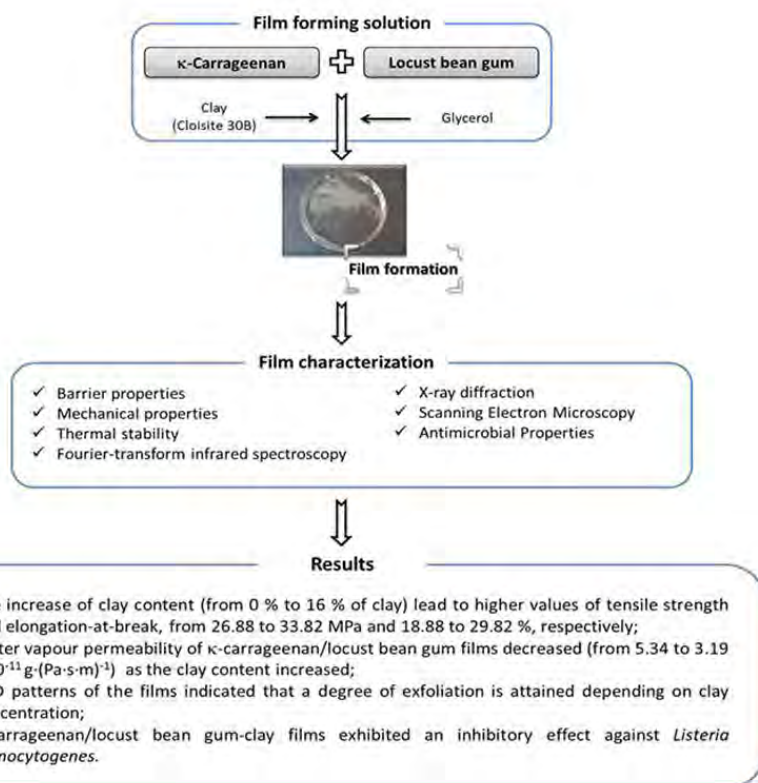 Film forming solution
κ-Carrageenan
Locust bean gum
Clay
(Cloisite 30B)
Glycerol
Film formation
Film characterization
✓ Barrier properties
✓ Mechanical properties
✓ Thermal stability
✓ Fourier-transform infrared spectroscopy
✓ X-ray diffraction
✓ Scanning Electron Microscopy
✓ Antimicrobial Properties
Results
increase of clay content (from 0 % to 16 % of clay) lead to higher values of tensile strength
elongation-at-break, from 26.88 to 33.82 MPa and 18.88 to 29.82 %, respectively;
ter vapour permeability of κ-carrageenan/locust bean gum films decreased (from 5.34 to 3.19
0⁻¹¹ g·(Pa·s·m)⁻¹) as the clay content increased;
patterns of the films indicated that a degree of exfoliation is attained depending on clay
centration;
arrageenan/locust bean gum-clay films exhibited an inhibitory effect against Listeria
nocytogenes.